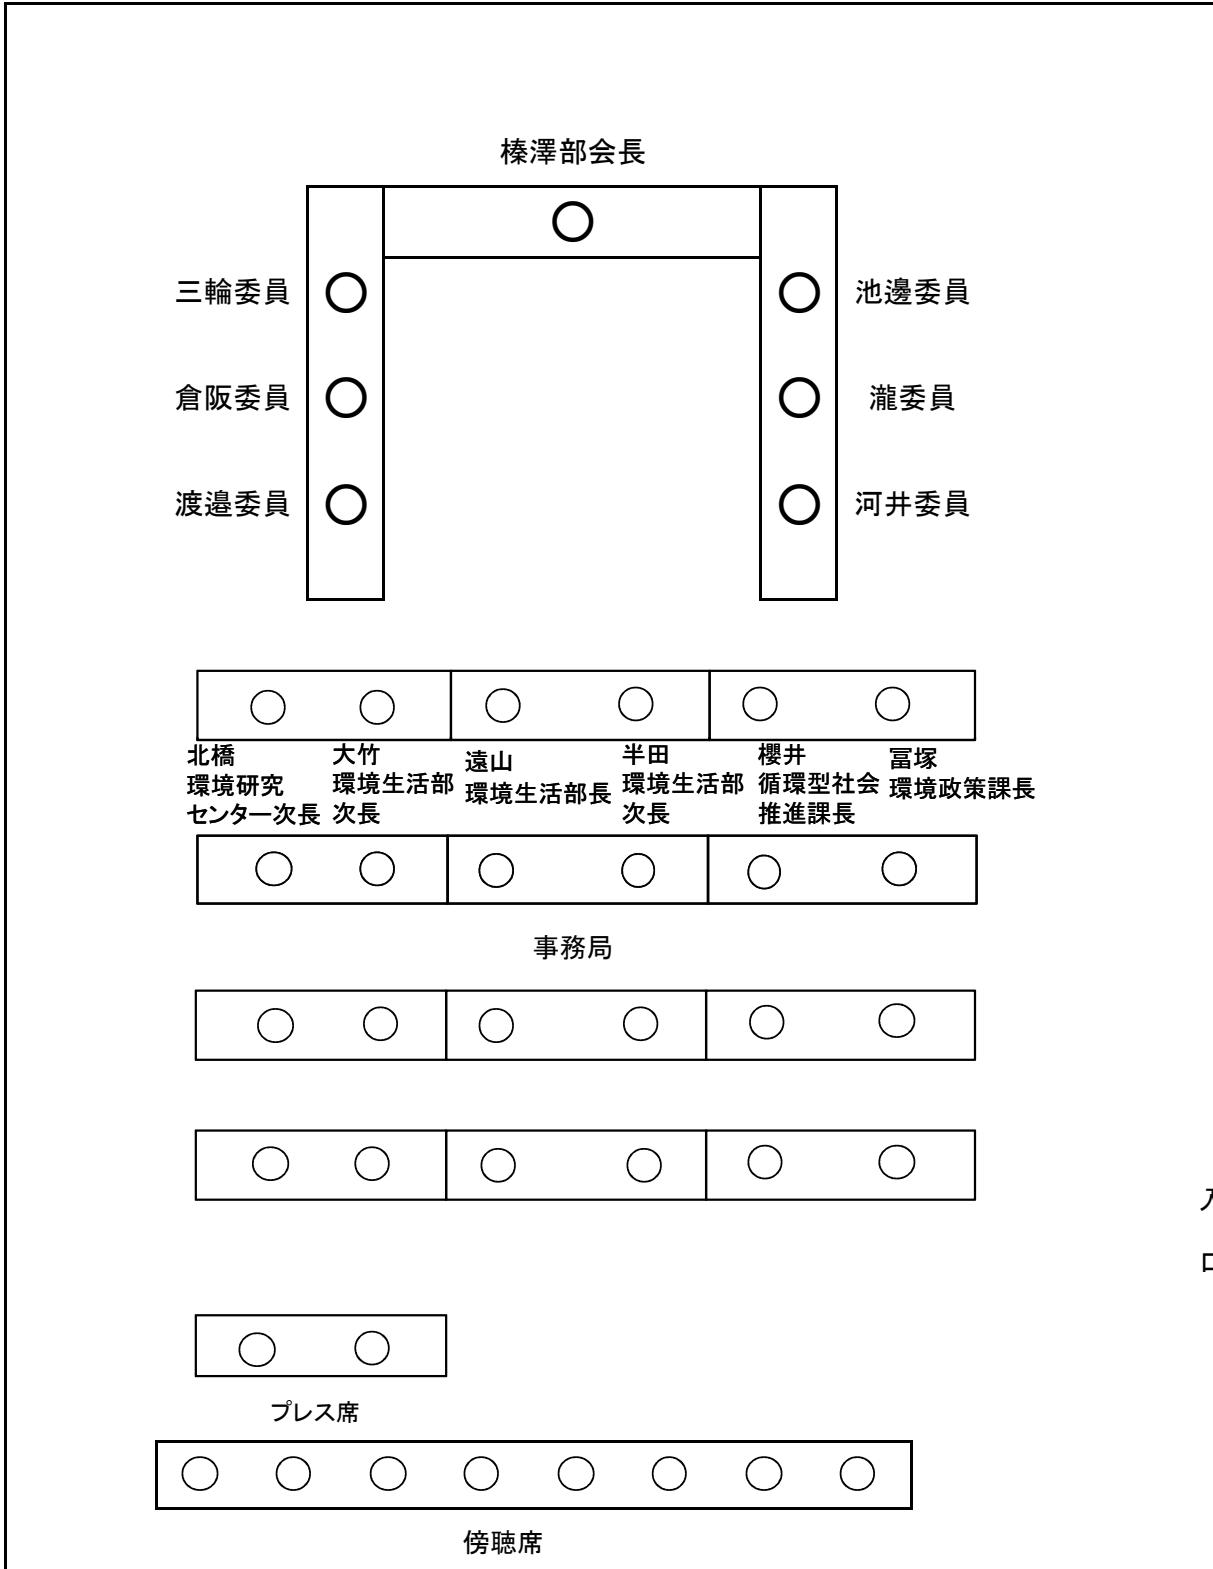 榛澤部会長
三輪委員
池邊委員
倉阪委員
瀧委員
渡邉委員
河井委員
北橋
環境研究
センター次長
大竹
環境生活部
次長
遠山
環境生活部長
半田
環境生活部
次長
櫻井
循環型社会
推進課長
冨塚
環境政策課長
事務局
プレス席
傍聴席